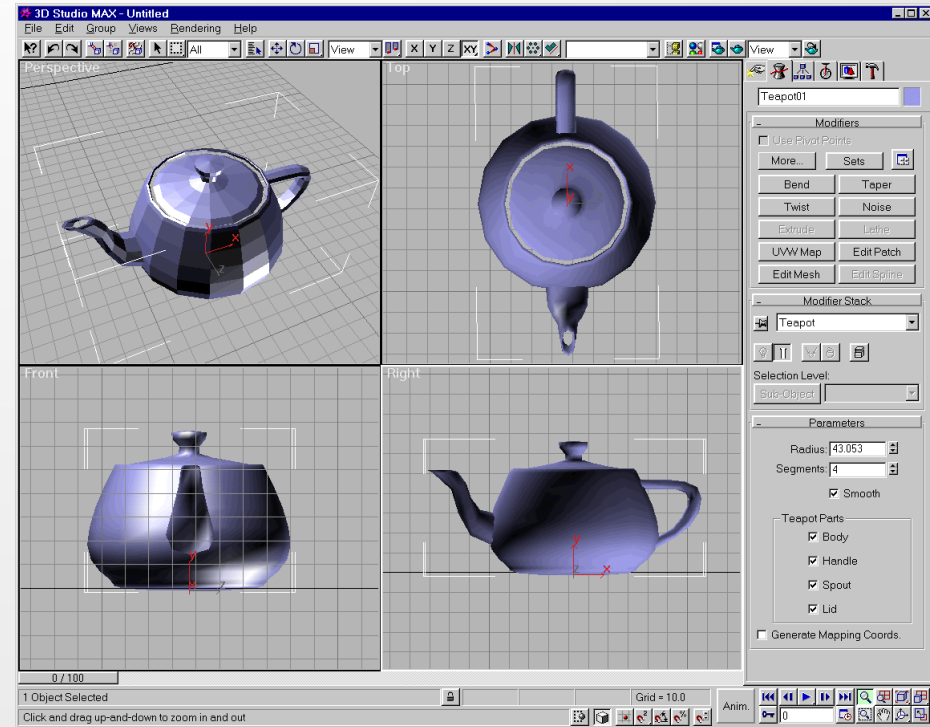 3D Studio MAX - Untitled
File Edit Group Views Rendering Help
All View X Y Z XY View
Perspective Top
Teapot01
Modifiers
Use Pivot Points
More... Sets
Bend Taper
Twist Noise
Extrude Lathe
UVW Map Edit Patch
Edit Mesh Edit Spline
Modifier Stack
Teapot
Selection Level:
Sub-Object
Front Right
Parameters
Radius: 43.053
Segments: 4
Smooth
Teapot Parts
Body
Handle
Spout
Lid
Generate Mapping Coords.
x
y
y
x
z
y
x
z
y
x
z
0 / 100
1 Object Selected Grid = 10.0
Click and drag up-and-down to zoom in and out
Anim. 0